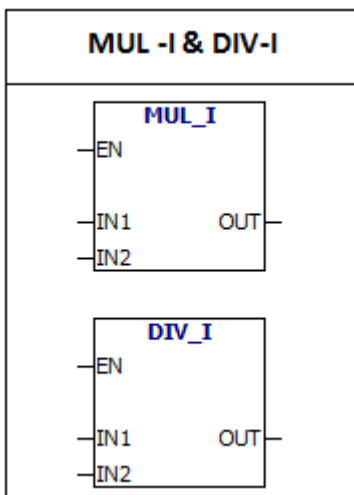 MUL -I & DIV-I
MUL_I
EN
IN1 OUT
IN2
DIV_I
EN
IN1 OUT
IN2